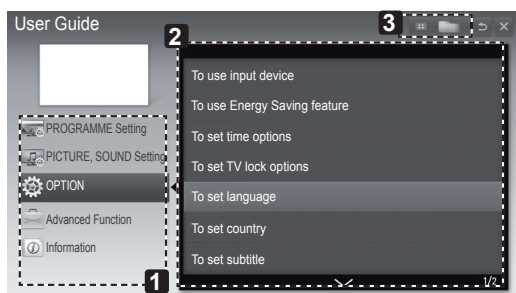 User Guide
3
2
To use input device
To use Energy Saving feature
PROGRAMME Setting
To set time options
PICTURE, SOUND Setting
To set TV lock options
OPTION
To set language
Advanced Function
To set country
Information
To set subtitle
1
1/2